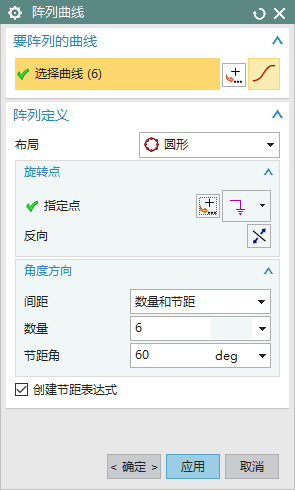 阵列曲线
要阵列的曲线
选择曲线 (6)
阵列定义
布局 圆形
旋转点
指定点
反向
角度方向
间距 数量和节距
数量 6
节距角 60 deg
创建节距表达式
< 确定 > 应用 取消